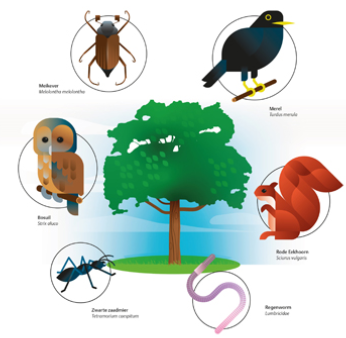 Meikever
Melolontha melolontha
Merel
Turdus merula
Bosuil
Strix aluco
Rode Eekhoorn
Sciurus vulgaris
Zwarte zaadmier
Tetramorium caespitum
Regenworm
Lumbricidae